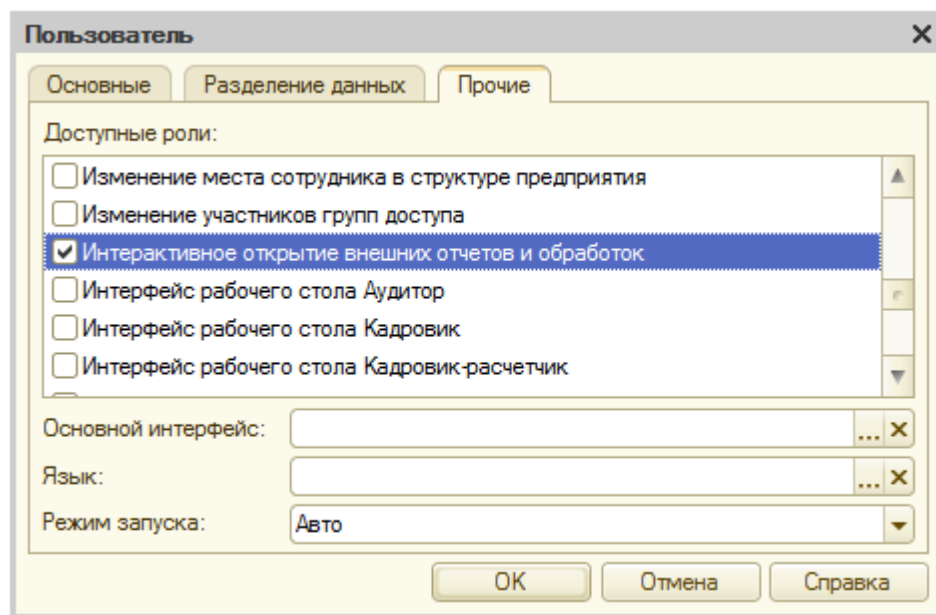 Пользователь
Основные Разделение данных Прочие
Доступные роли:
Изменение места сотрудника в структуре предприятия
Изменение участников групп доступа
Интерактивное открытие внешних отчетов и обработок
Интерфейс рабочего стола Аудитор
Интерфейс рабочего стола Кадровик
Интерфейс рабочего стола Кадровик-расчетчик
Основной интерфейс: ...
Язык: ...
Режим запуска: Авто
OK Отмена Справка